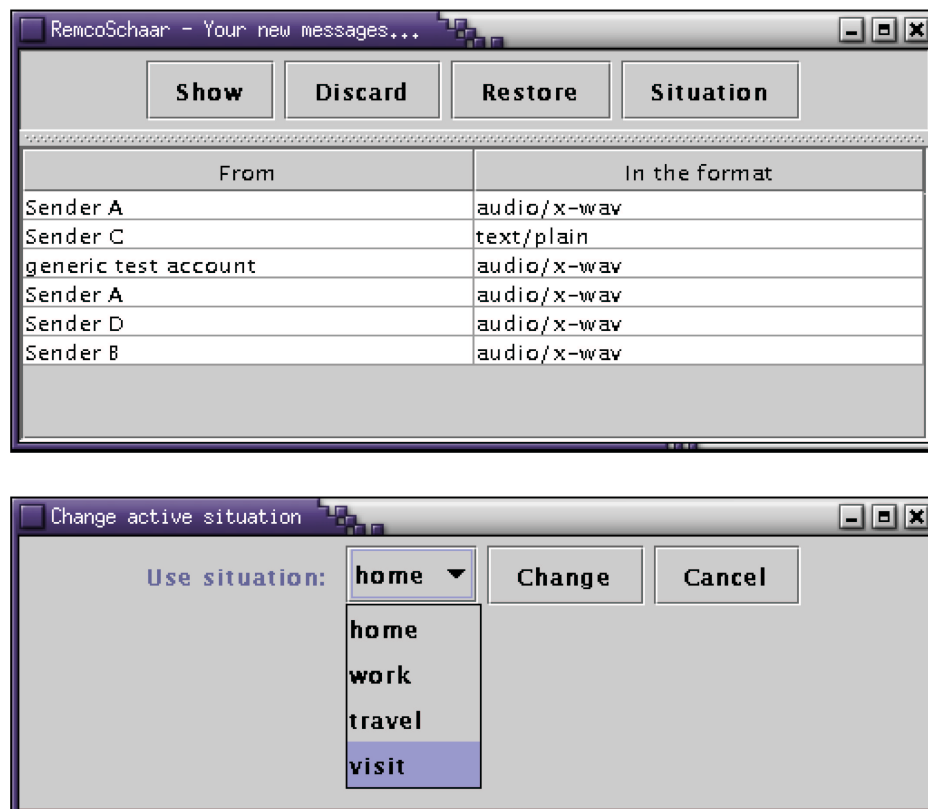 RemcoSchaar - Your new messages...
Show Discard Restore Situation
From In the format
Sender A audio/x-wav
Sender C text/plain
generic test account audio/x-wav
Sender A audio/x-wav
Sender D audio/x-wav
Sender B audio/x-wav
Change active situation
Use situation: home Change Cancel
home
work
travel
visit